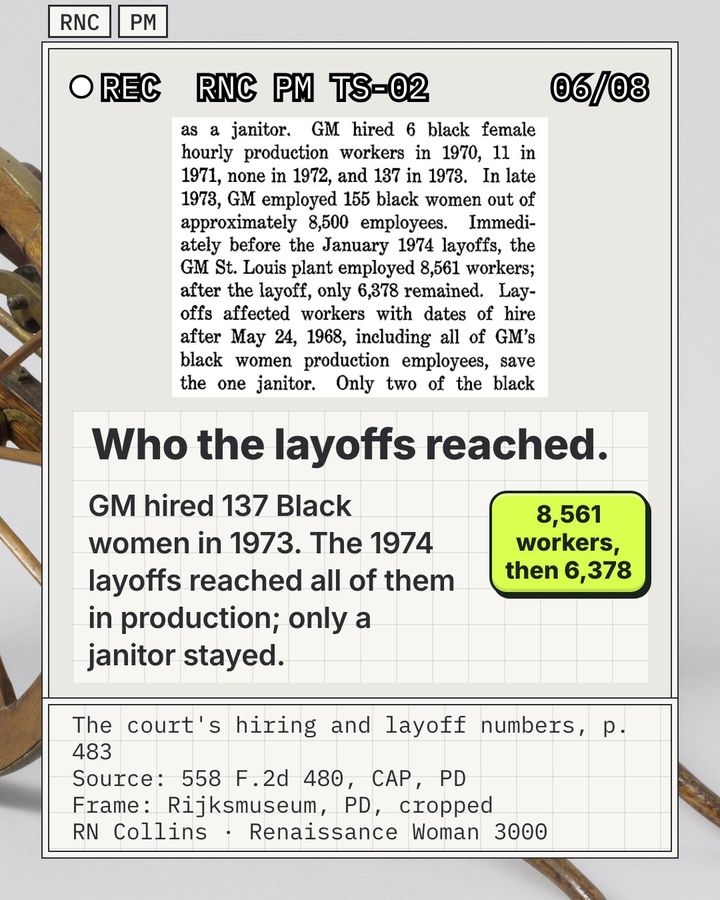 RNC PM
REC RNC PM TS-02 06/08
as a janitor. GM hired 6 black female
hourly production workers in 1970, 11 in
1971, none in 1972, and 137 in 1973. In late
1973, GM employed 155 black women out of
approximately 8,500 employees. Immedi-
ately before the January 1974 layoffs, the
GM St. Louis plant employed 8,561 workers;
after the layoff, only 6,378 remained. Lay-
offs affected workers with dates of hire
after May 24, 1968, including all of GM's
black women production employees, save
the one janitor. Only two of the black
Who the layoffs reached.
GM hired 137 Black
women in 1973. The 1974
layoffs reached all of them
in production; only a
janitor stayed.
8,561
workers,
then 6,378
The court's hiring and layoff numbers, p.
483
Source: 558 F.2d 480, CAP, PD
Frame: Rijksmuseum, PD, cropped
RN Collins · Renaissance Woman 3000